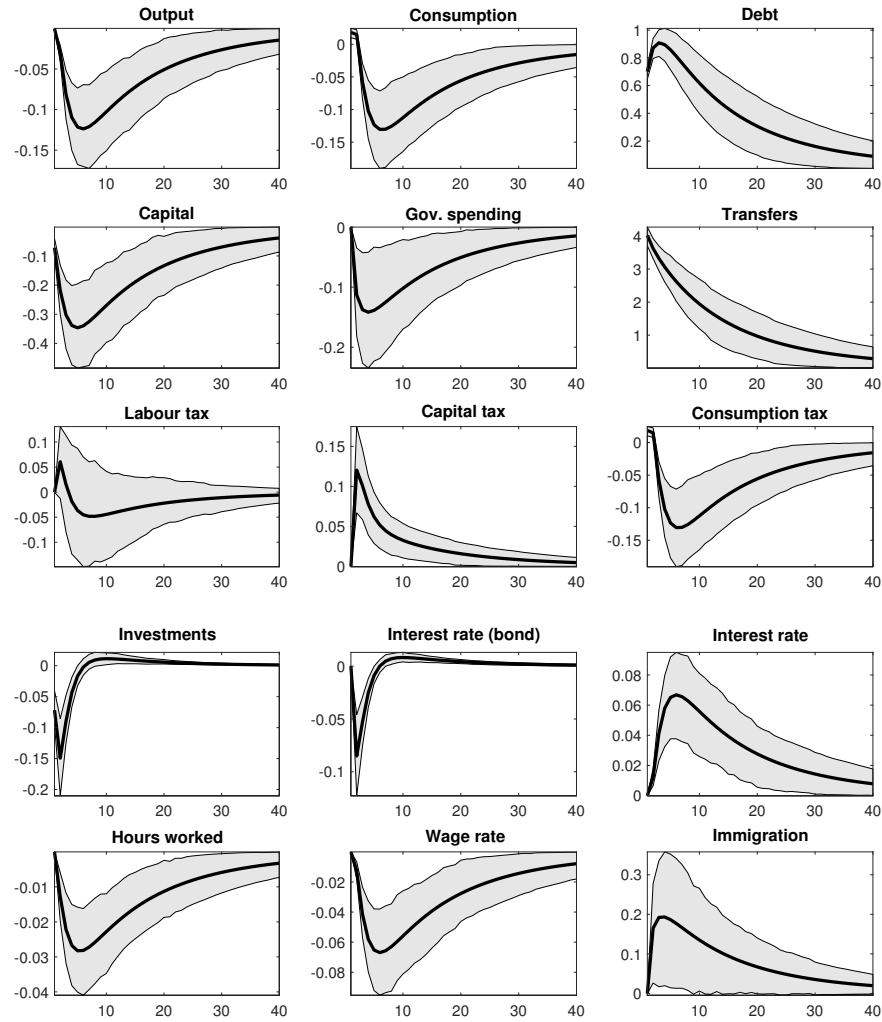 Output Consumption Debt
0 1
-0.05 -0.05 0.8
-0.1 -0.1 0.6
0.4
-0.15 -0.15 0.2
10 20 30 40 10 20 30 40 10 20 30 40
Capital Gov. spending Transfers
0 4
-0.1 3
-0.2 -0.1 2
-0.3 1
-0.4 -0.2
10 20 30 40 10 20 30 40 10 20 30 40
Labour tax Capital tax Consumption tax
0.1 0.15 0
0.05 0.1 -0.05
0 0.05 -0.1
-0.05 -0.15
-0.1 0
10 20 30 40 10 20 30 40 10 20 30 40
Investments Interest rate (bond) Interest rate
0 0 0.08
-0.05 0.06
-0.1 -0.05 0.04
-0.15 0.02
-0.2 -0.1 0
10 20 30 40 10 20 30 40 10 20 30 40
Hours worked Wage rate Immigration
-0.01 -0.02 0.3
-0.02 -0.04 0.2
-0.03 -0.06 0.1
-0.04 -0.08 0
10 20 30 40 10 20 30 40 10 20 30 40